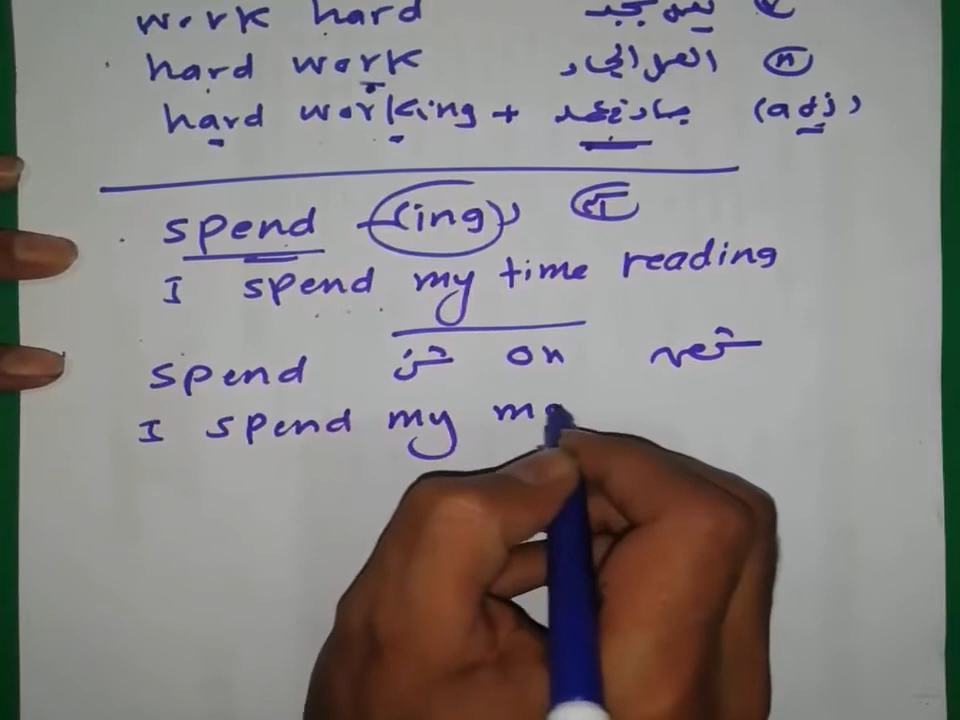 work hard يعمل بجد
hard work العمل الجاد (n)
hard working + (adj)
spend (ing)
I spend my time reading
spend on
I spend my mo